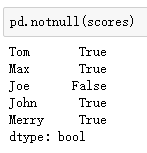 pd.notnull(scores)
Tom       True
Max       True
Joe      False
John      True
Merry     True
dtype: bool